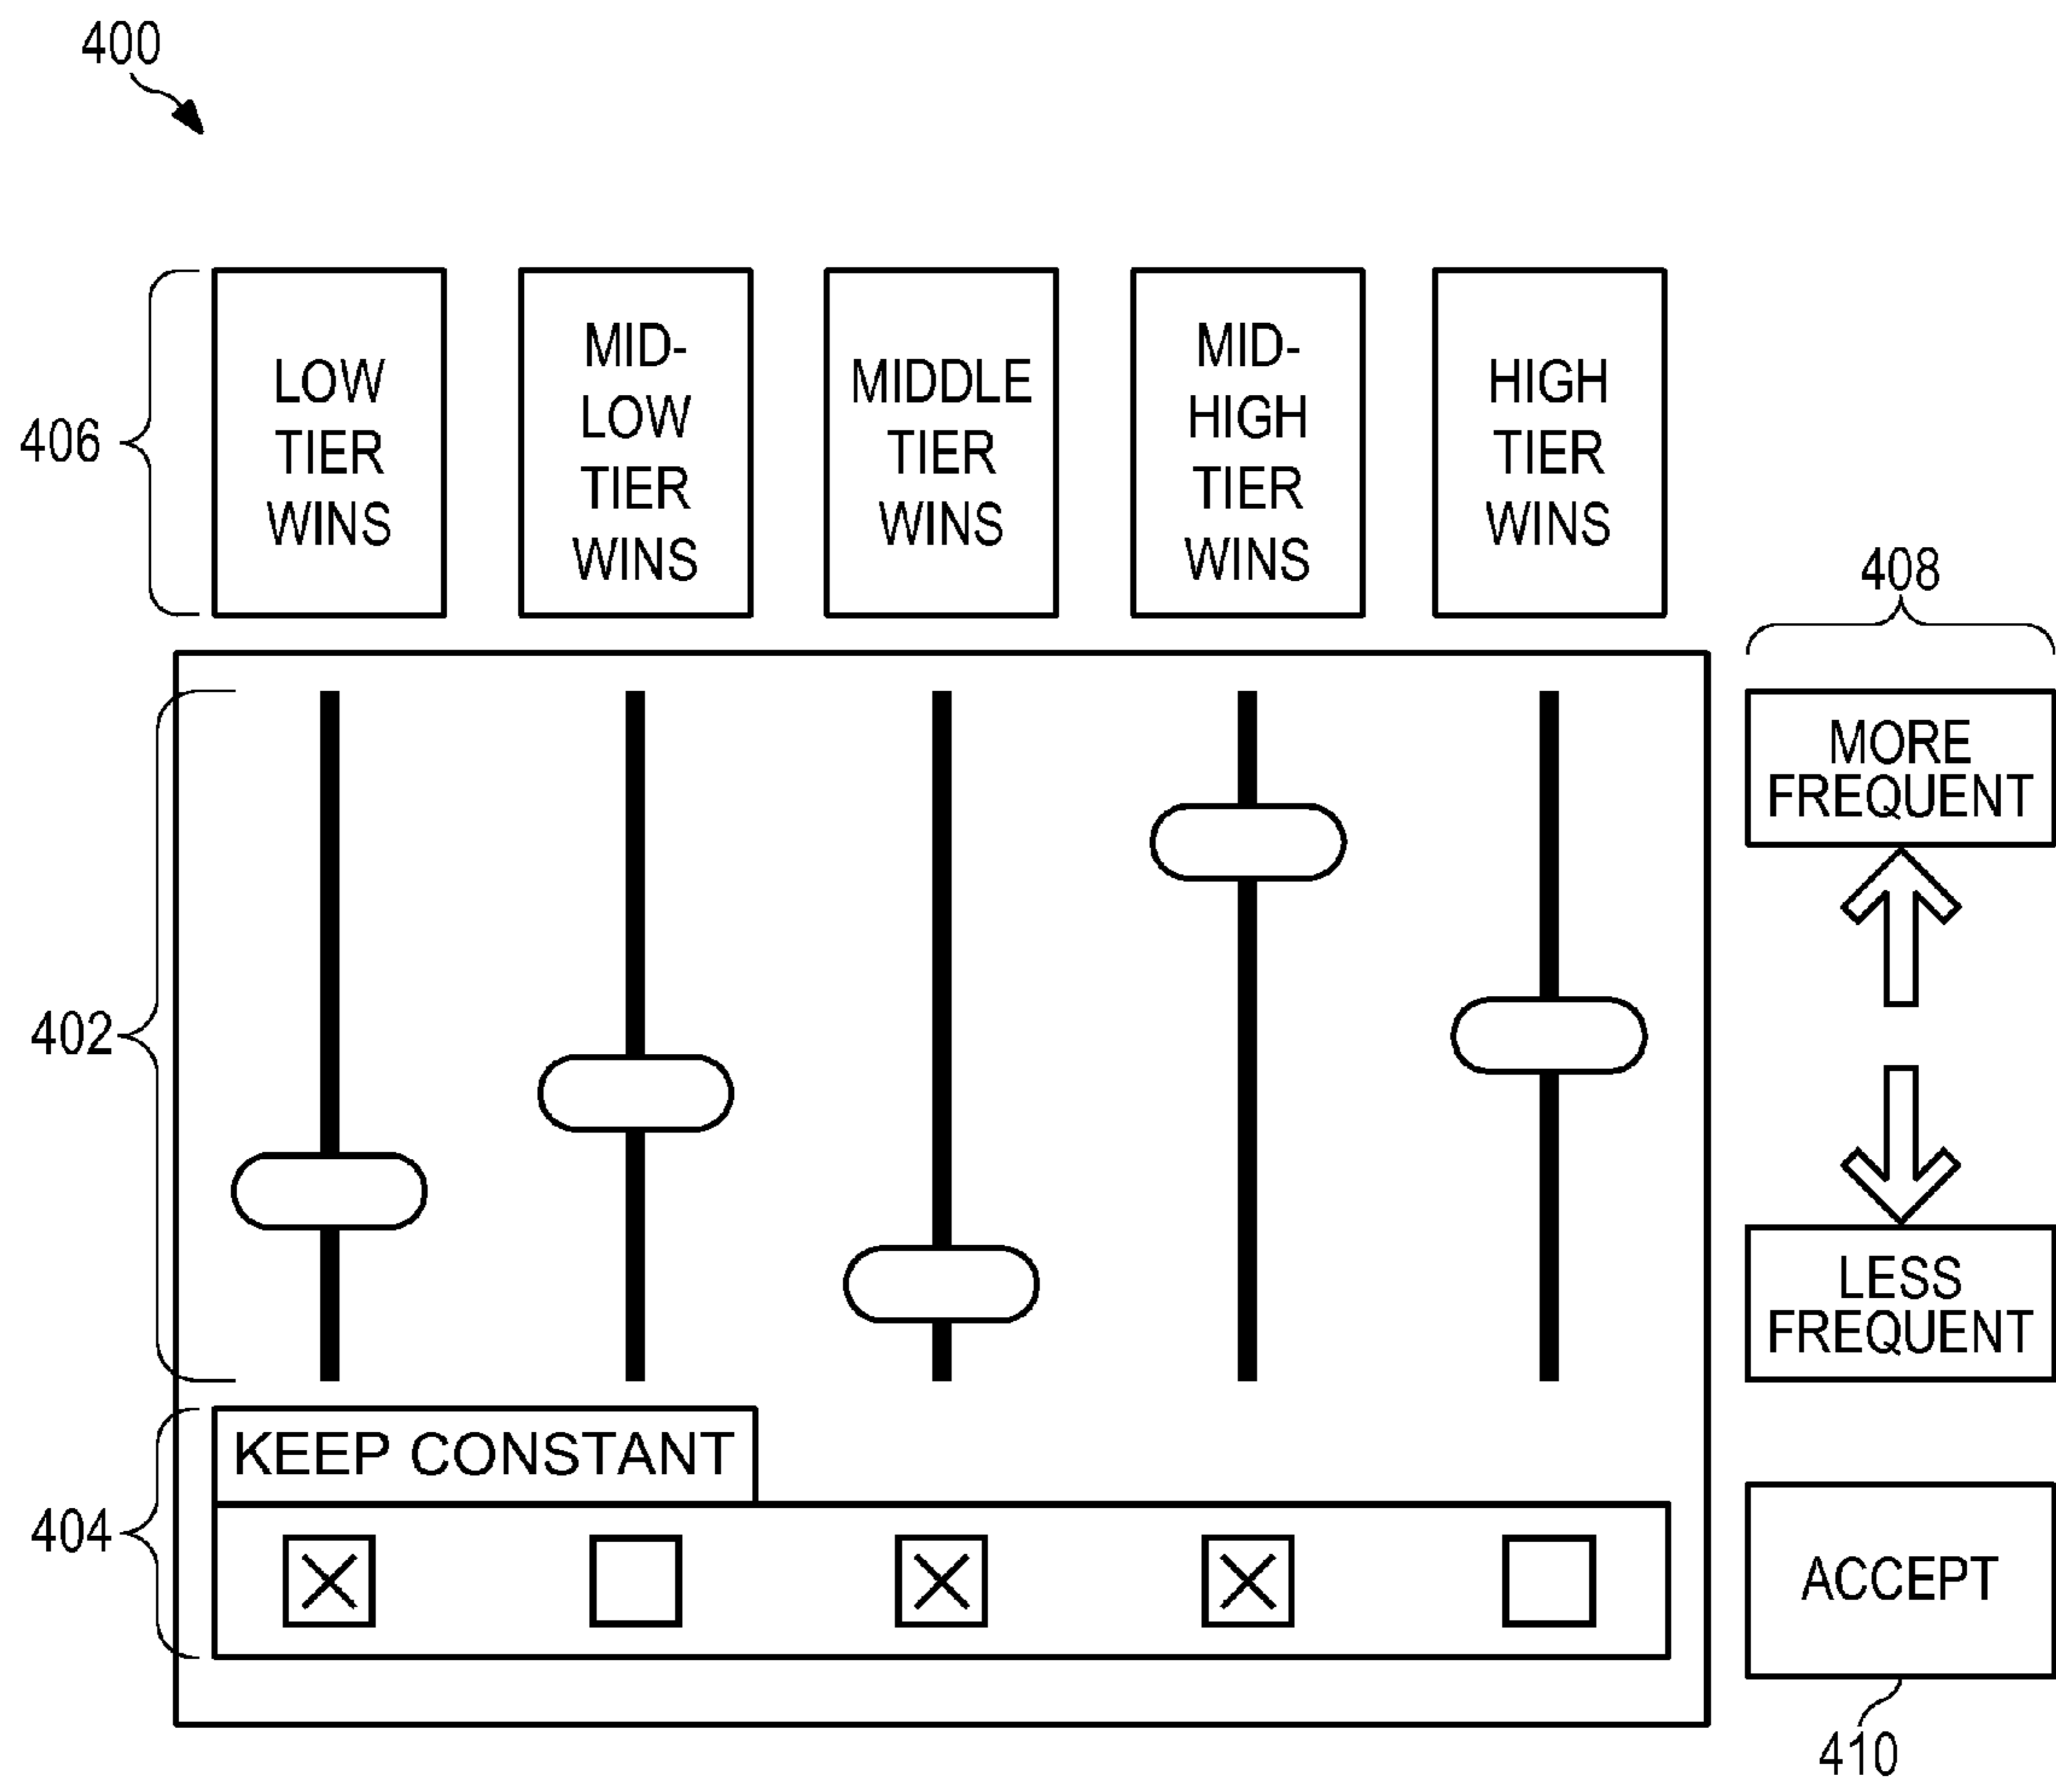 400
406
LOW
TIER
WINS
MID-
LOW
TIER
WINS
MIDDLE
TIER
WINS
MID-
HIGH
TIER
WINS
HIGH
TIER
WINS
408
MORE
FREQUENT
402
LESS
FREQUENT
404
KEEP CONSTANT
ACCEPT
410